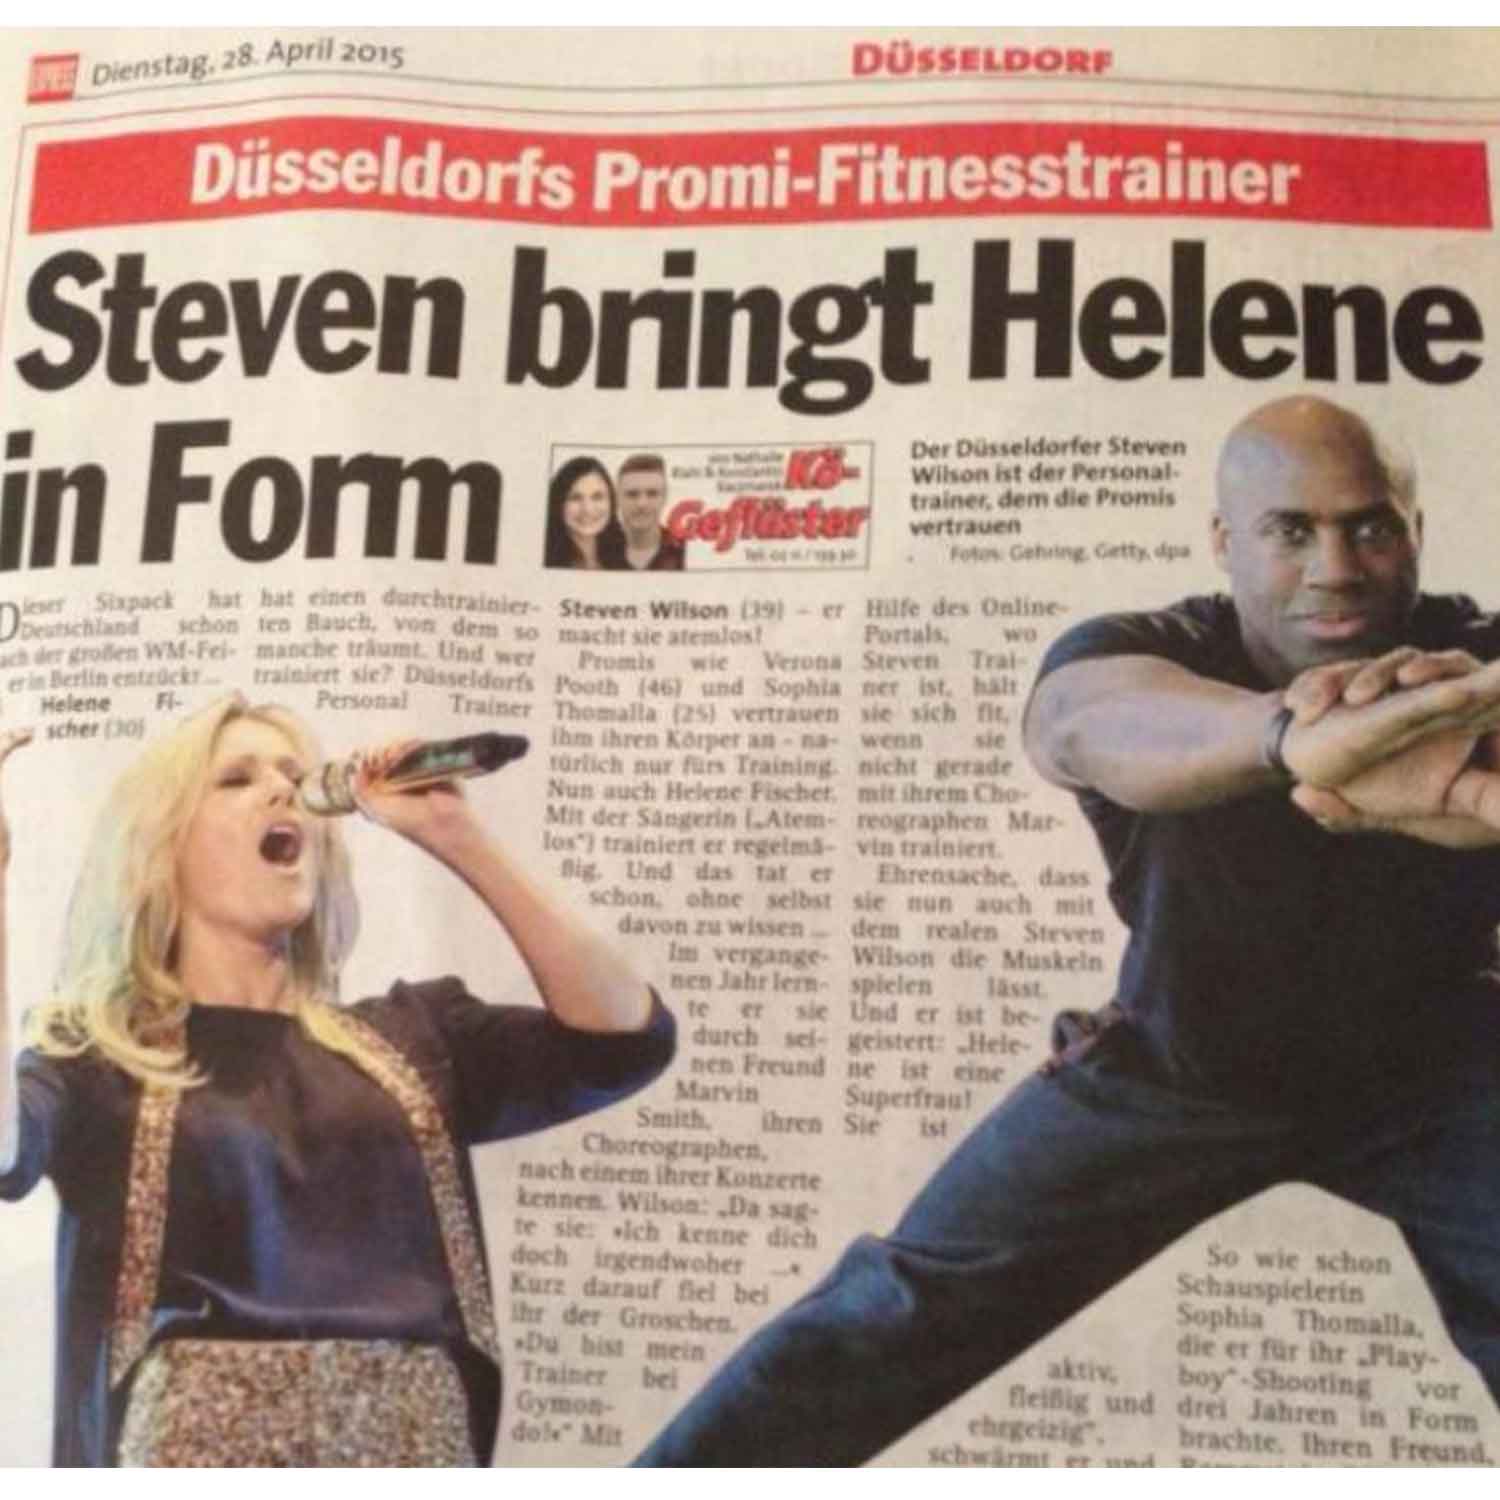 EXPRESS Dienstag, 28. April 2015
DÜSSELDORF
Düsseldorfs Promi-Fitnesstrainer
Steven bringt Helene
in Form
Kö-
Geflüster
Der Düsseldorfer Steven
Wilson ist der Personal-
trainer, dem die Promis
vertrauen
Fotos: Gehring, Getty, dpa
Dieser Sixpack hat
Deutschland schon
nach der großen WM-Fei-
er in Berlin entzückt ...
Helene Fi-
scher (30)
hat einen durchtrainier-
ten Bauch, von dem so
manche träumt. Und wer
trainiert sie? Düsseldorfs
Personal Trainer
Steven Wilson (39) – er
macht sie atemlos!
Promis wie Verona
Pooth (46) und Sophia
Thomalla (25) vertrauen
ihm ihren Körper an – na-
türlich nur fürs Training.
Nun auch Helene Fischer.
Mit der Sängerin („Atem-
los“) trainiert er regelmä-
ßig. Und das tat er
schon, ohne selbst
davon zu wissen ...
Im vergange-
nen Jahr lern-
te er sie
durch sei-
nen Freund
Marvin
Smith, ihren
Choreographen,
nach einem ihrer Konzerte
kennen. Wilson: „Da sag-
te sie: »Ich kenne dich
doch irgendwoher ...«
Kurz darauf fiel bei
ihr der Groschen.
»Du bist mein
Trainer bei
Gymon-
do!«“ Mit
Hilfe des Online-
Portals, wo
Steven Trai-
ner ist, hält
sie sich fit,
wenn sie
nicht gerade
mit ihrem Cho-
reographen Mar-
vin trainiert.
Ehrensache, dass
sie nun auch mit
dem realen Steven
Wilson die Muskeln
spielen lässt.
Und er ist be-
geistert: „Hele-
ne ist eine
Superfrau!
Sie ist
aktiv,
fleißig und
ehrgeizig“,
schwärmt er und
So wie schon
Schauspielerin
Sophia Thomalla,
die er für ihr „Play-
boy“-Shooting vor
drei Jahren in Form
brachte. Ihren Freund,